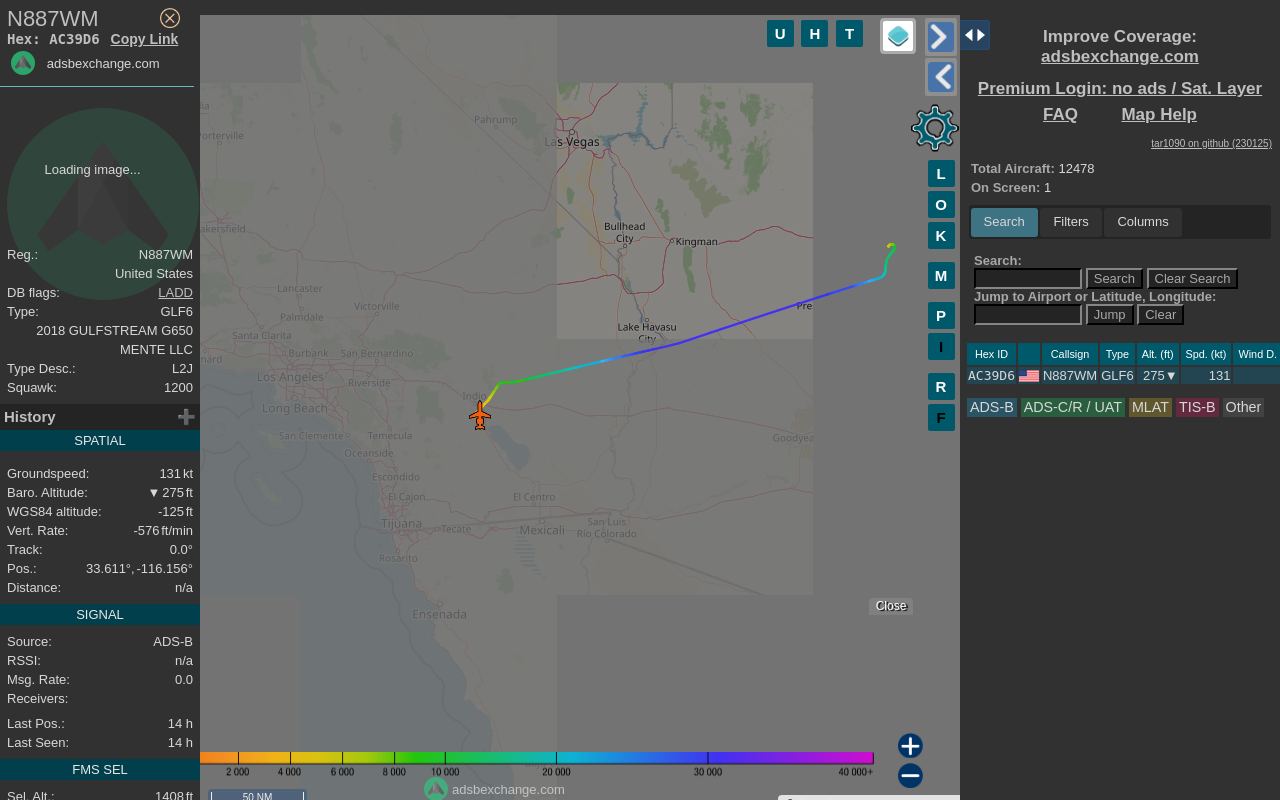 N887WM
Hex: AC39D6 Copy Link
adsbexchange.com
Loading image...
Reg.: N887WM
United States
DB flags: LADD
Type: GLF6
2018 GULFSTREAM G650
MENTE LLC
Type Desc.: L2J
Squawk: 1200
History
SPATIAL
Groundspeed: 131 kt
Baro. Altitude: ▼ 275 ft
WGS84 altitude: -125 ft
Vert. Rate: -576 ft/min
Track: 0.0°
Pos.: 33.611°, -116.156°
Distance: n/a
SIGNAL
Source: ADS-B
RSSI: n/a
Msg. Rate: 0.0
Receivers:
Last Pos.: 14 h
Last Seen: 14 h
FMS SEL
Sel. Alt.: 1408 ft
U H T
L
O
K
M
P
I
R
F
Pahrump
Las Vegas
Bullhead
City
Kingman
Lancaster
Palmdale
Victorville
Santa Clarita
Burbank
San Bernardino
Los Angeles
Riverside
Long Beach
Indio
San Clemente
Temecula
Oceanside
Escondido
El Cajon
El Centro
Tijuana
Tecate
Mexicali
San Luis
Río Colorado
Rosarito
Ensenada
Lake Havasu
City
Pre
Goodyea
akersfield
orterville
nard
lia
Close
2 000 4 000 6 000 8 000 10 000 20 000 30 000 40 000+
adsbexchange.com
50 NM
Improve Coverage:
adsbexchange.com
Premium Login: no ads / Sat. Layer
FAQ Map Help
tar1090 on github (230125)
Total Aircraft: 12478
On Screen: 1
Search Filters Columns
Search:
Search Clear Search
Jump to Airport or Latitude, Longitude:
Jump Clear
Hex ID Callsign Type Alt. (ft) Spd. (kt) Wind D.
AC39D6 N887WM GLF6 275▼ 131
ADS-B ADS-C/R / UAT MLAT TIS-B Other